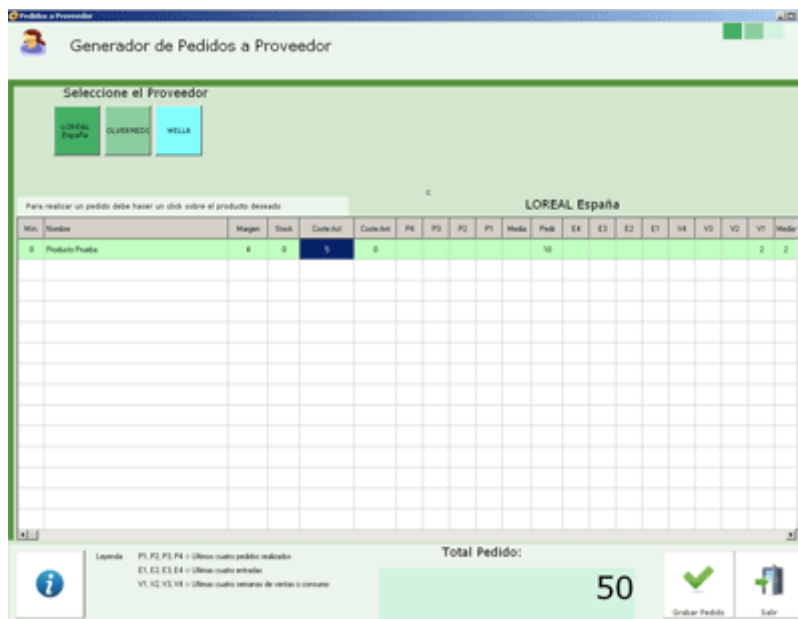 Pedidos a Proveedor
Generador de Pedidos a Proveedor
Seleccione el Proveedor
LOREAL España WELLA
C
Para realizar un pedido debe hacer un click sobre el producto deseado LOREAL España
Min. Nombre Margen Stock Coste Act Coste Ant P4 P3 P2 P1 Media Pedir E4 E3 E2 E1 V4 V3 V2 V1 Media
0 Producto Prueba 4 0 5 0 10 2 2
Leyenda P1, P2, P3, P4 :: Ultimos cuatro pedidos realizados
E1, E2, E3, E4 :: Ultimas cuatro entradas
V1, V2, V3, V4 :: Ultimas cuatro semanas de ventas o consumo
Total Pedido:
50
Grabar Pedido Salir